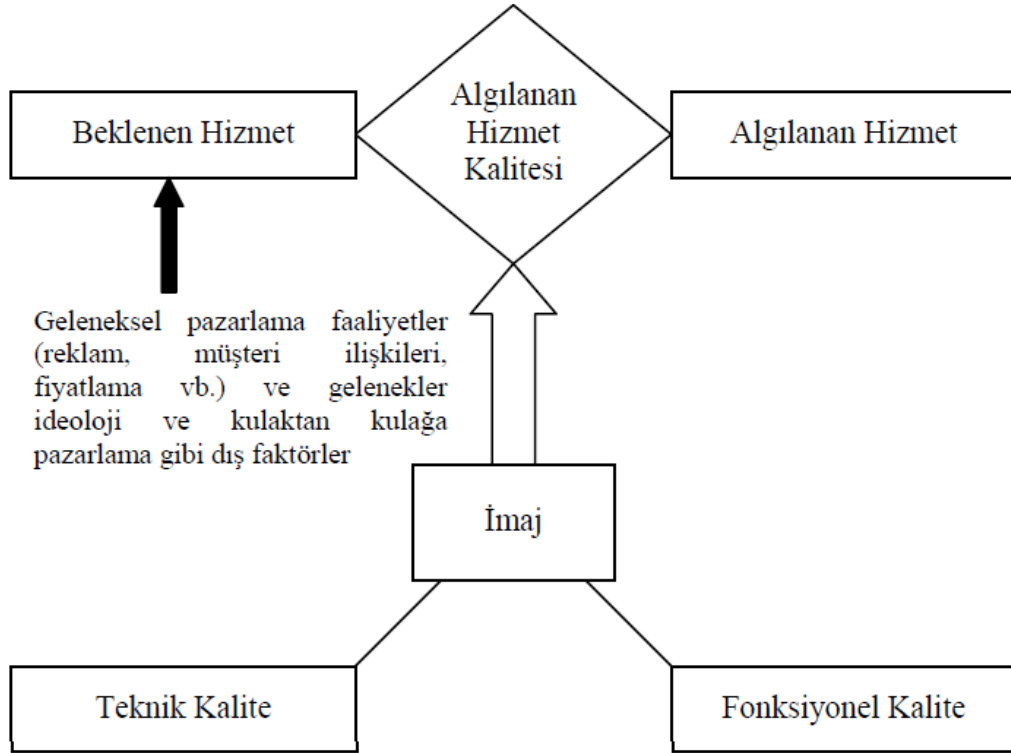 Beklenen Hizmet
Algılanan
Hizmet
Kalitesi
Algılanan Hizmet
Geleneksel pazarlama faaliyetler
(reklam, müşteri ilişkileri,
fiyatlama vb.) ve gelenekler
ideoloji ve kulaktan kulağa
pazarlama gibi dış faktörler
İmaj
Teknik Kalite
Fonksiyonel Kalite